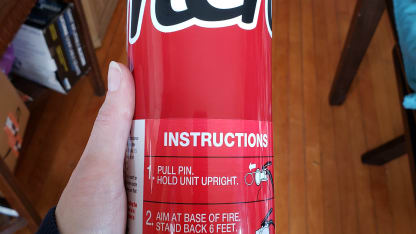 INSTRUCTIONS
1. PULL PIN.
HOLD UNIT UPRIGHT.
2. AIM AT BASE OF FIRE.
STAND BACK 6 FEET.